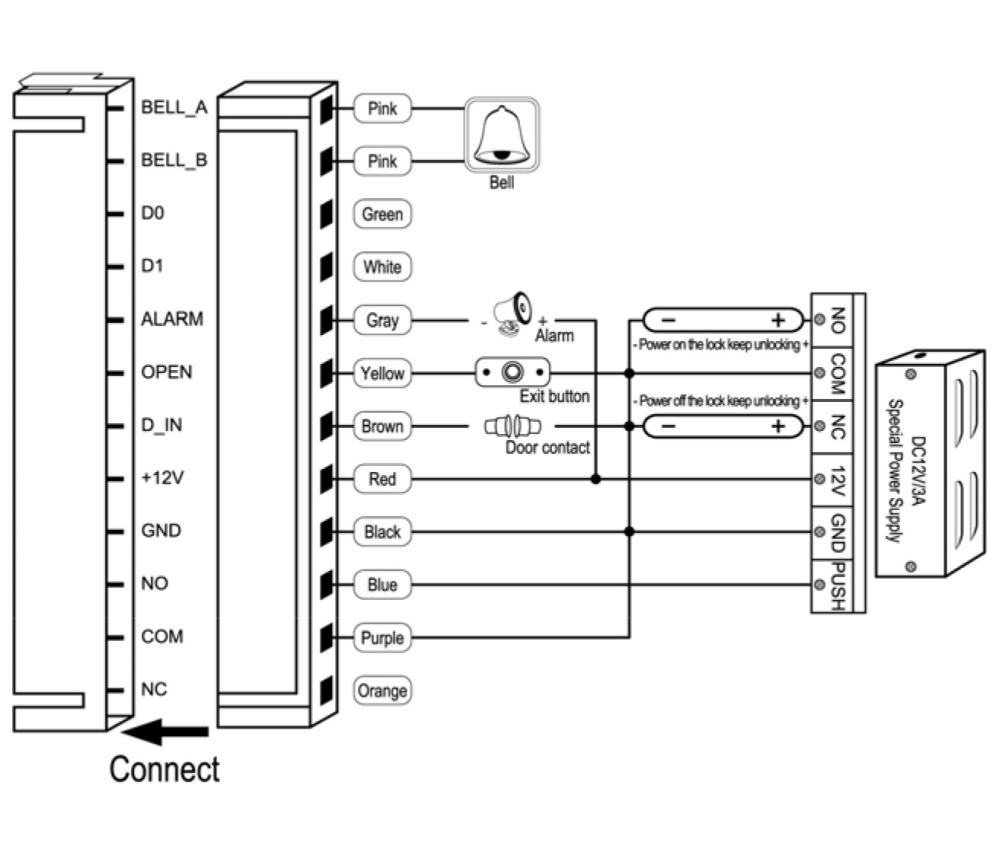 BELL_A
Pink
BELL_B
Pink
Bell
D0
Green
D1
White
ALARM
Gray
- +
Alarm
- +
NO
- Power on the lock keep unlocking +
OPEN
Yellow
Exit button
COM
- Power off the lock keep unlocking +
D_IN
Brown
Door contact
- +
NC
+12V
Red
12V
GND
Black
GND
NO
Blue
PUSH
COM
Purple
NC
Orange
DC12V/3A
Special Power Supply
Connect